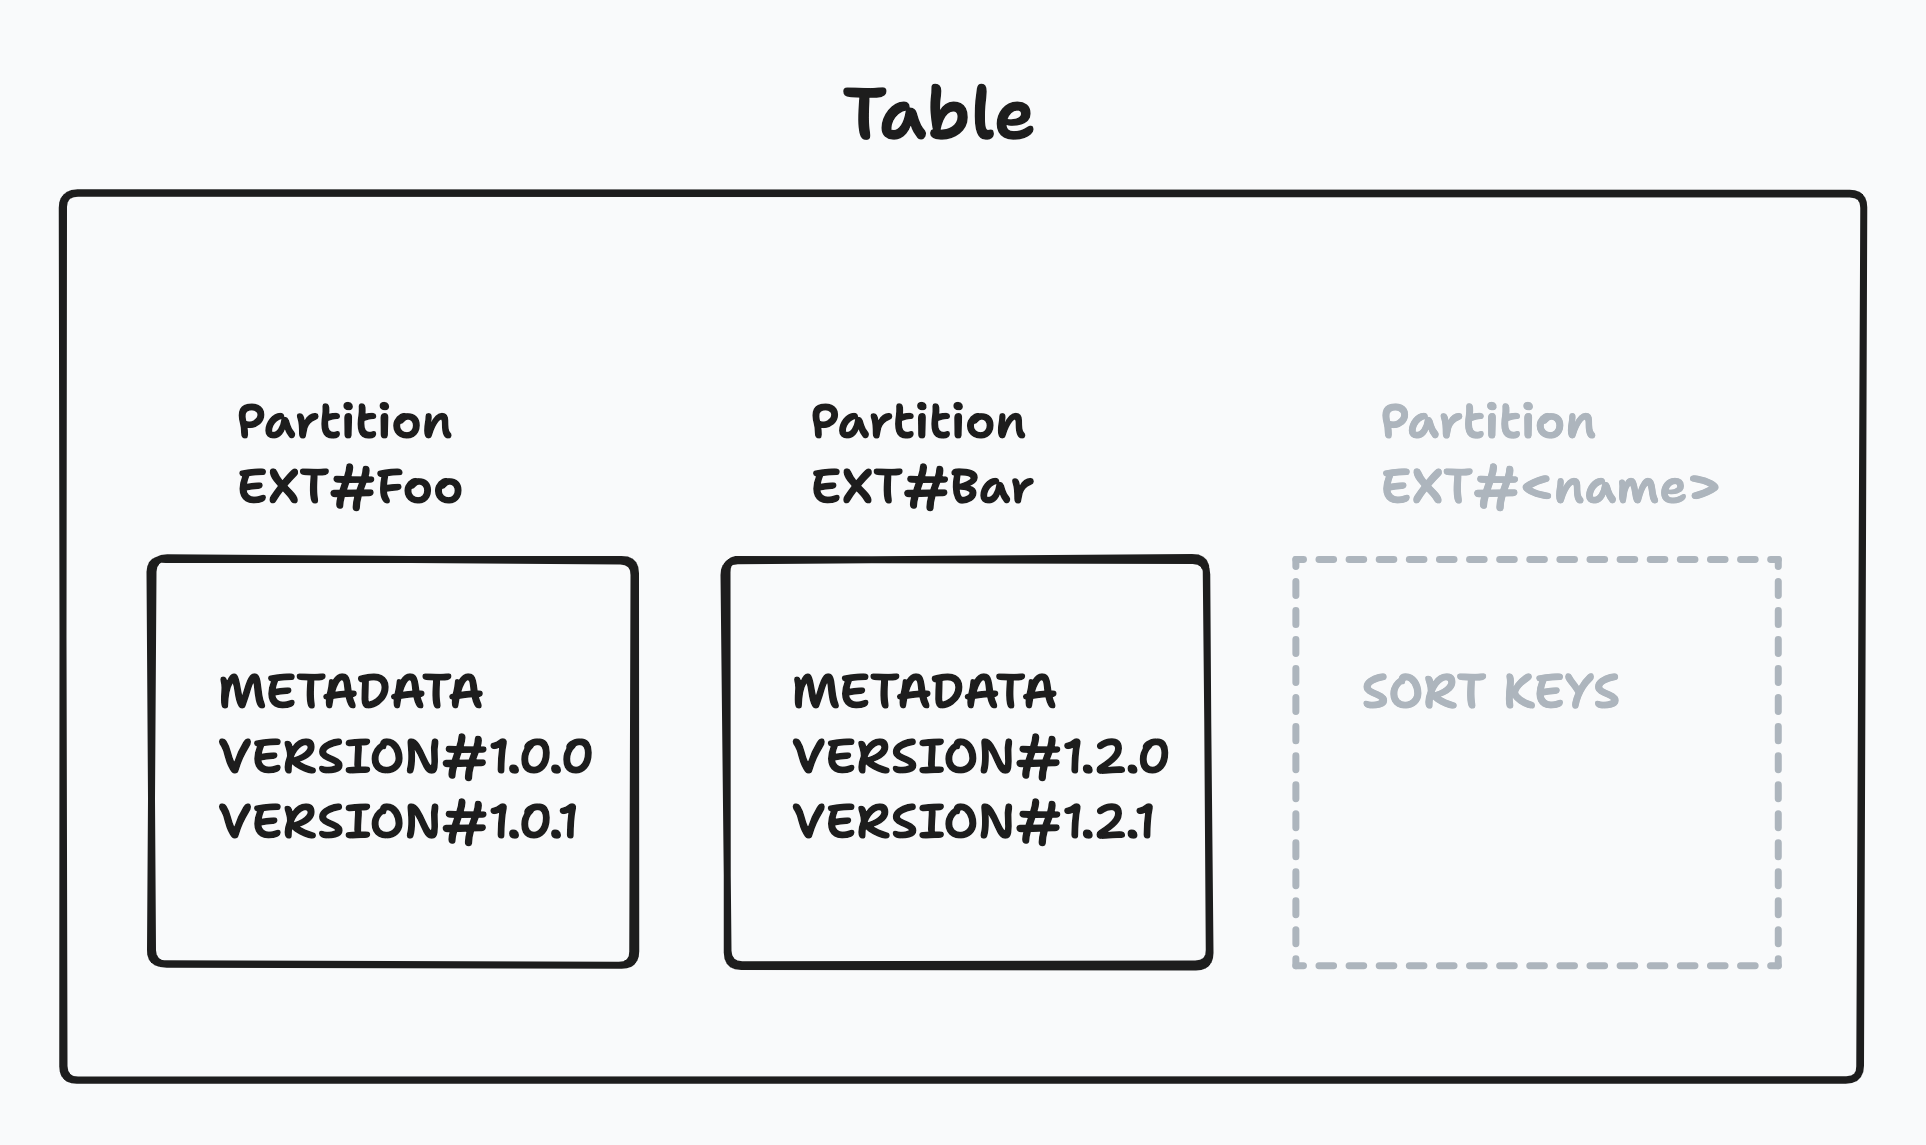 Table
Partition
EXT#Foo
METADATA
VERSION#1.0.0
VERSION#1.0.1
Partition
EXT#Bar
METADATA
VERSION#1.2.0
VERSION#1.2.1
Partition
EXT#<name>
SORT KEYS